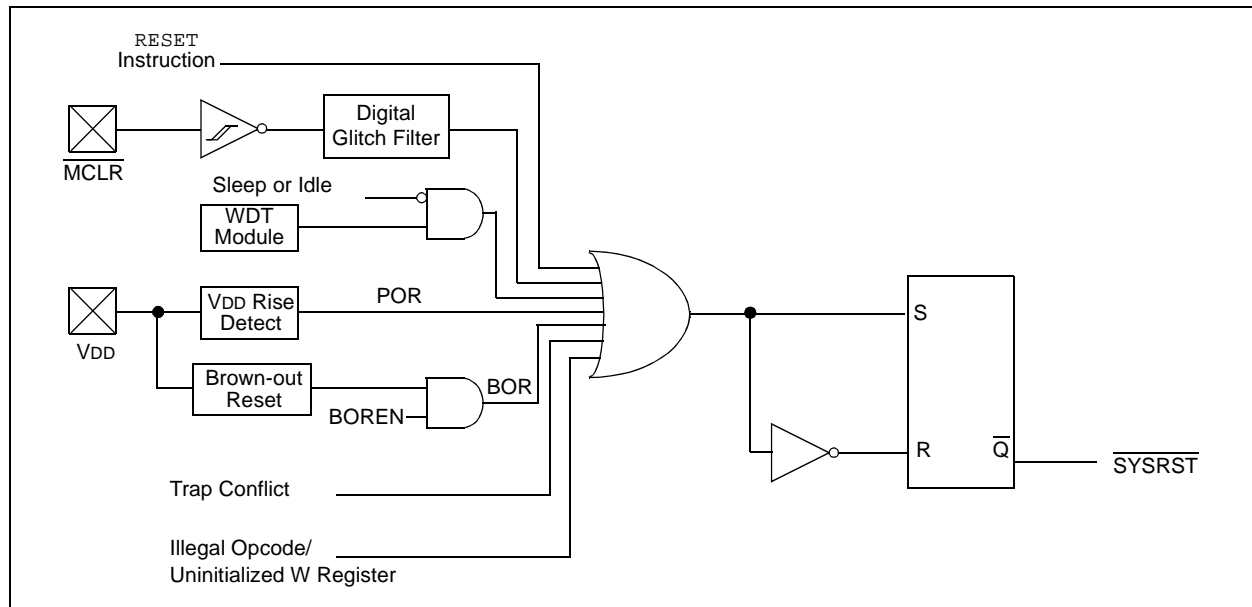 RESET
Instruction
Digital
Glitch Filter
MCLR
Sleep or Idle
WDT
Module
VDD Rise
Detect
POR
VDD
Brown-out
Reset
BOR
BOREN
S
R
Q
SYSRST
Trap Conflict
Illegal Opcode/
Uninitialized W Register